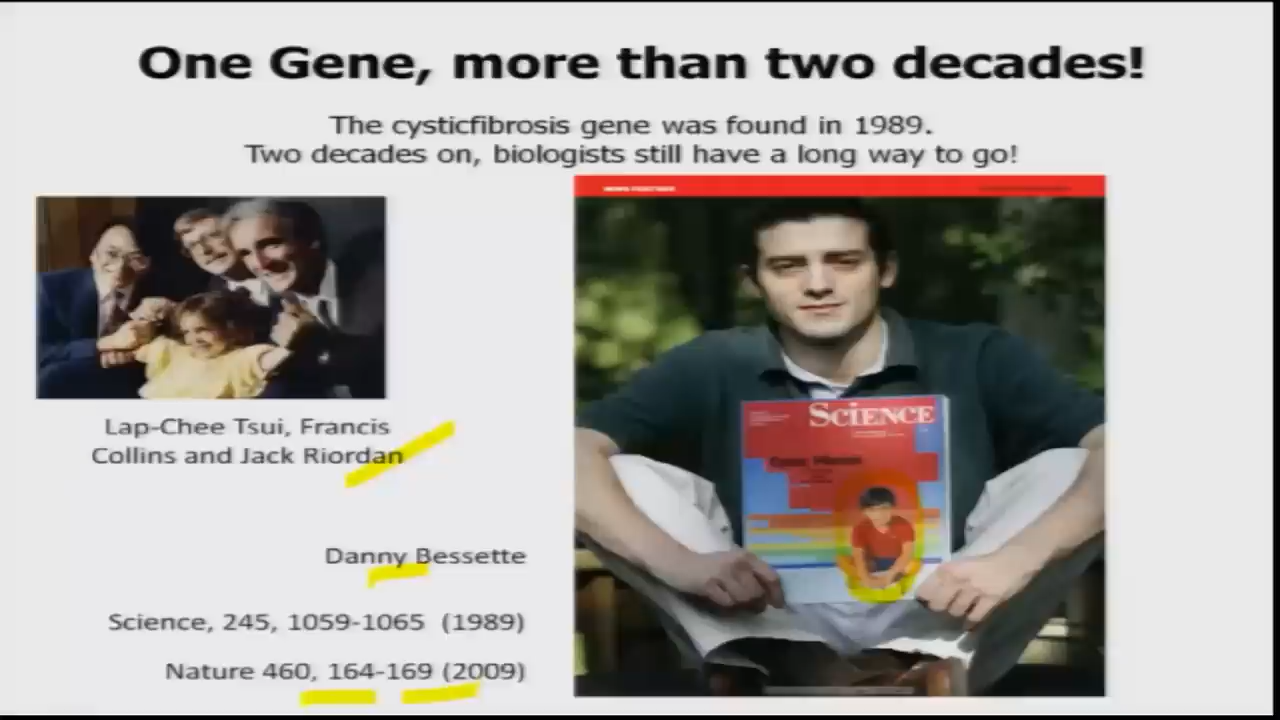 One Gene, more than two decades!
The cysticfibrosis gene was found in 1989.
Two decades on, biologists still have a long way to go!
Lap-Chee Tsui, Francis
Collins and Jack Riordan
Danny Bessette
Science, 245, 1059-1065 (1989)
Nature 460, 164-169 (2009)
SCiENCE